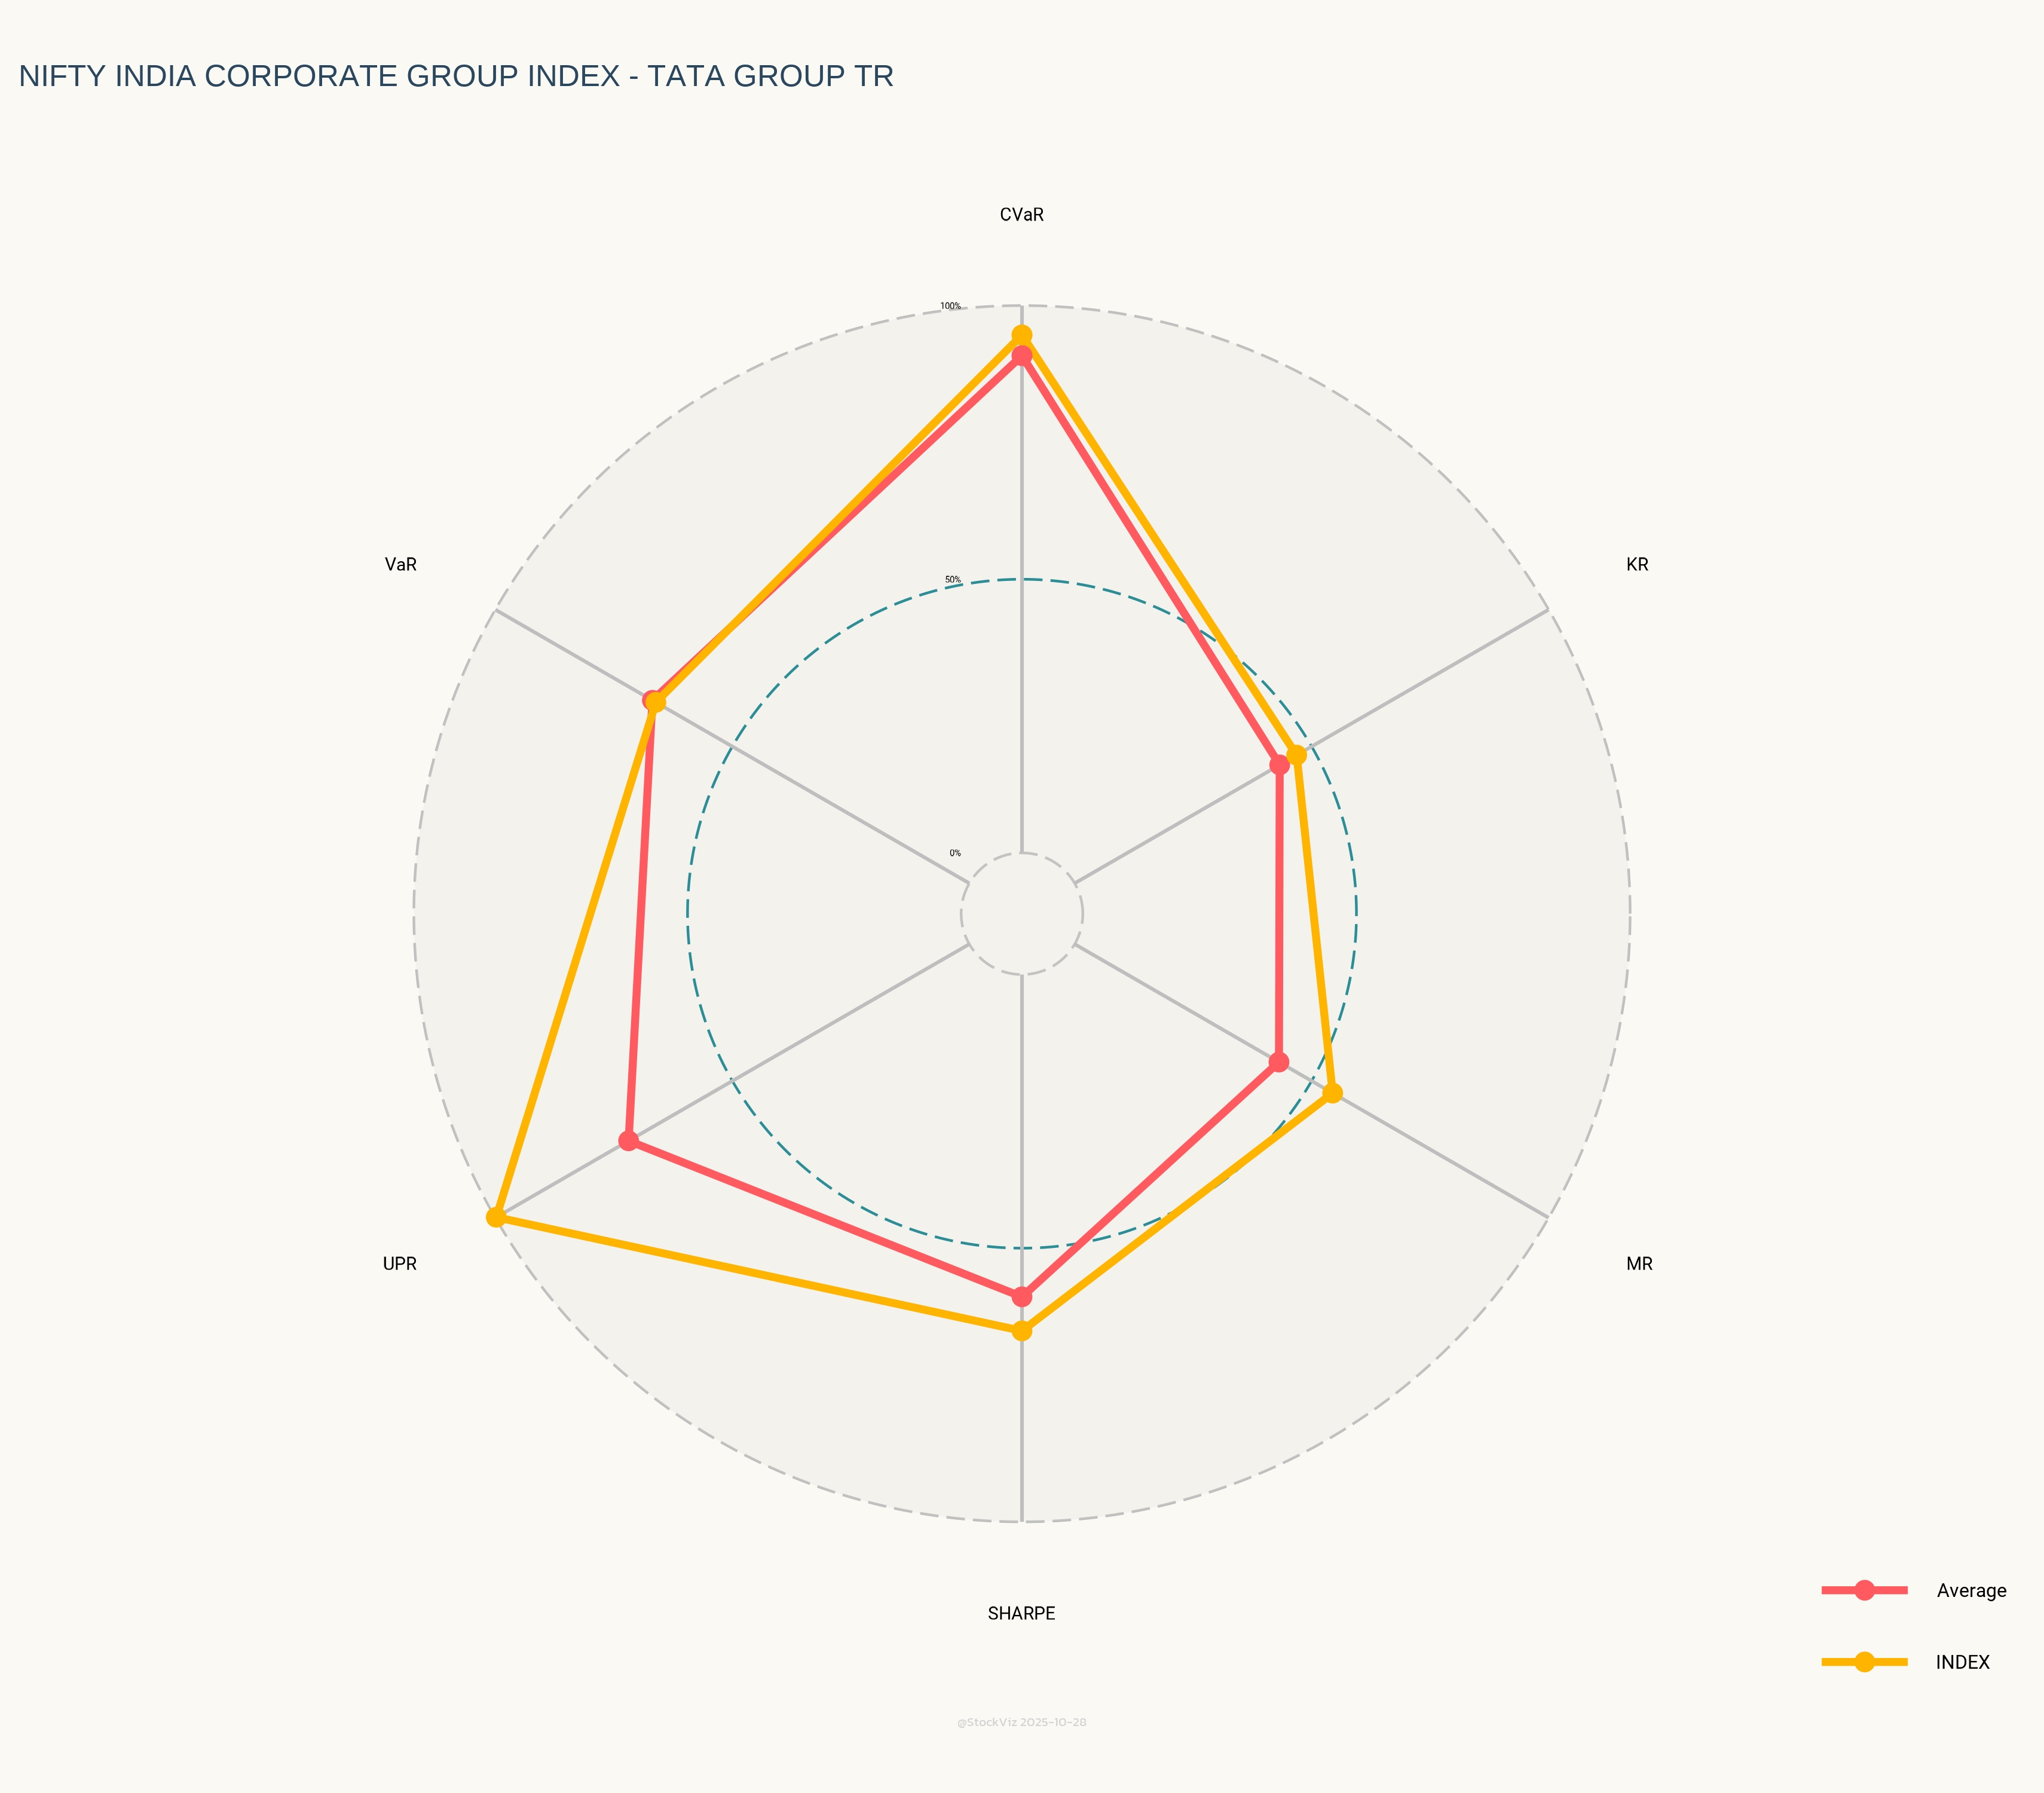 NIFTY INDIA CORPORATE GROUP INDEX - TATA GROUP TR
CVaR
100%
VaR
KR
50%
0%
UPR
MR
SHARPE
Average
INDEX
@StockViz 2025-10-28